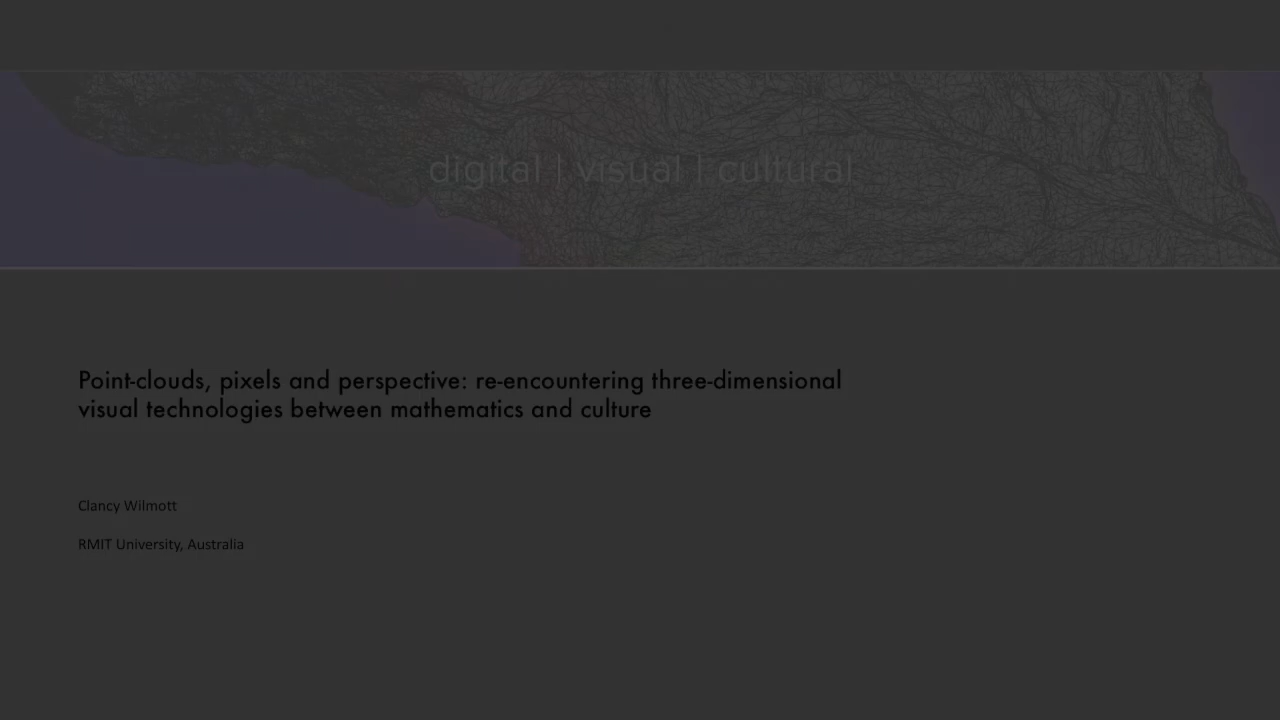 digital | visual | cultural
Point-clouds, pixels and perspective: re-encountering three-dimensional
visual technologies between mathematics and culture
Clancy Wilmott
RMIT University, Australia